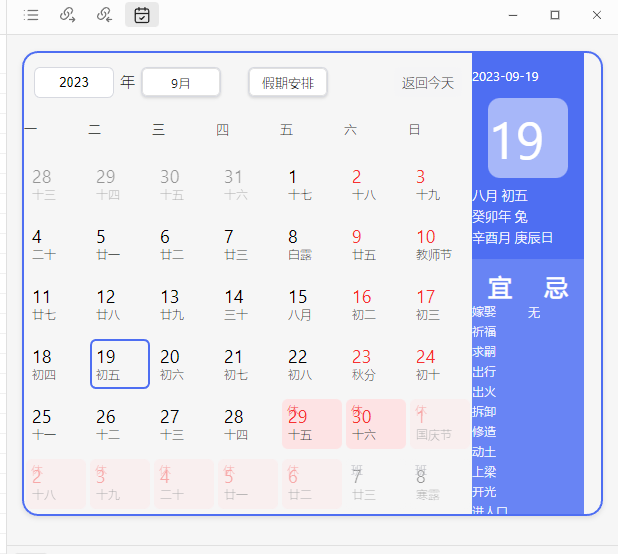 2023 年 9月 假期安排 返回今天
一 二 三 四 五 六 日
28 29 30 31 1 2 3
十三 十四 十五 十六 十七 十八 十九
4 5 6 7 8 9 10
二十 廿一 廿二 廿三 白露 廿五 教师节
11 12 13 14 15 16 17
廿七 廿八 廿九 三十 八月 初二 初三
18 19 20 21 22 23 24
初四 初五 初六 初七 初八 秋分 初十
休 休 休
25 26 27 28 29 30 1
十一 十二 十三 十四 十五 十六 国庆节
休 休 休 休 休 班 班
2 3 4 5 6 7 8
十八 十九 二十 廿一 廿二 廿三 寒露
2023-09-19
19
八月 初五
癸卯年 兔
辛酉月 庚辰日
宜 忌
嫁娶 无
祈福
求嗣
出行
出火
拆卸
修造
动土
上梁
开光
进人口